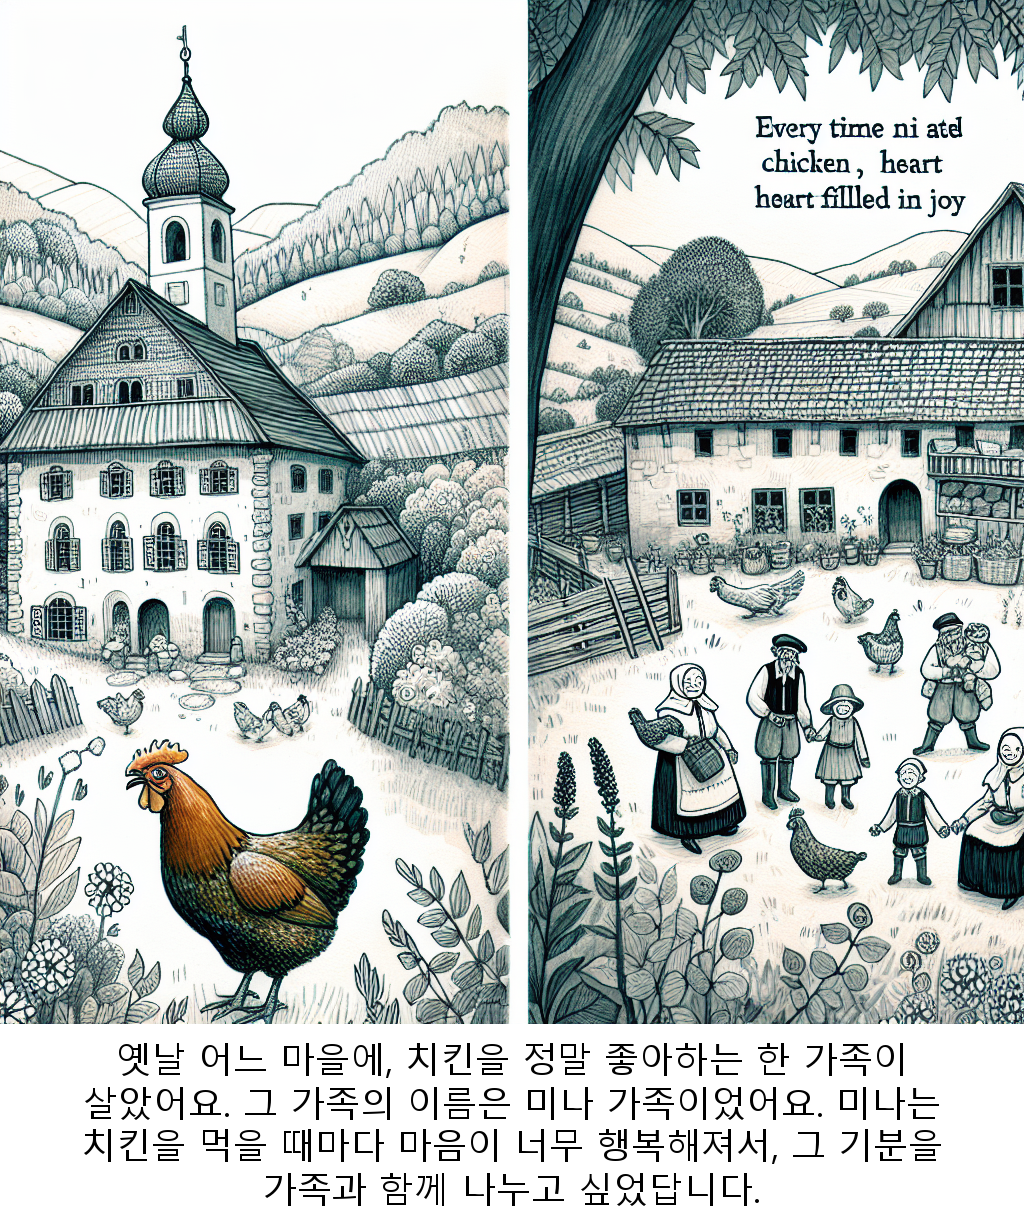 Every time ni ated
chicken, heart
heart fillled in joy
옛날 어느 마을에, 치킨을 정말 좋아하는 한 가족이
살았어요. 그 가족의 이름은 미나 가족이었어요. 미나는
치킨을 먹을 때마다 마음이 너무 행복해져서, 그 기분을
가족과 함께 나누고 싶었답니다.